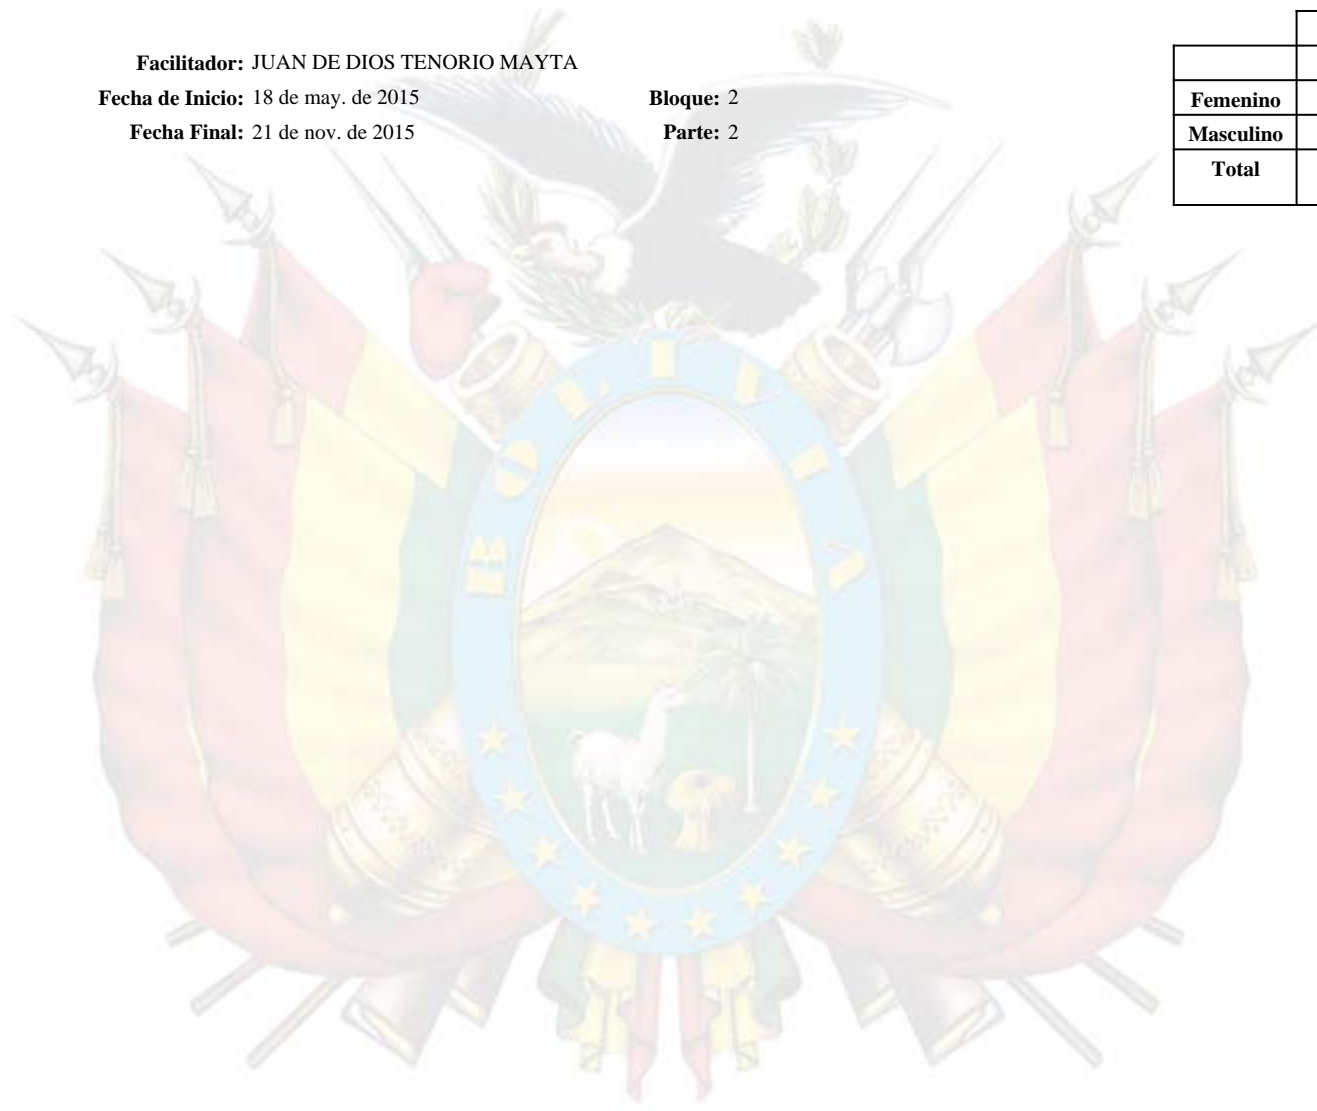 Facilitador: JUAN DE DIOS TENORIO MAYTA
Fecha de Inicio: 18 de may. de 2015 Bloque: 2
Fecha Final: 21 de nov. de 2015 Parte: 2
Femenino
Masculino
Total
BOLIVIA